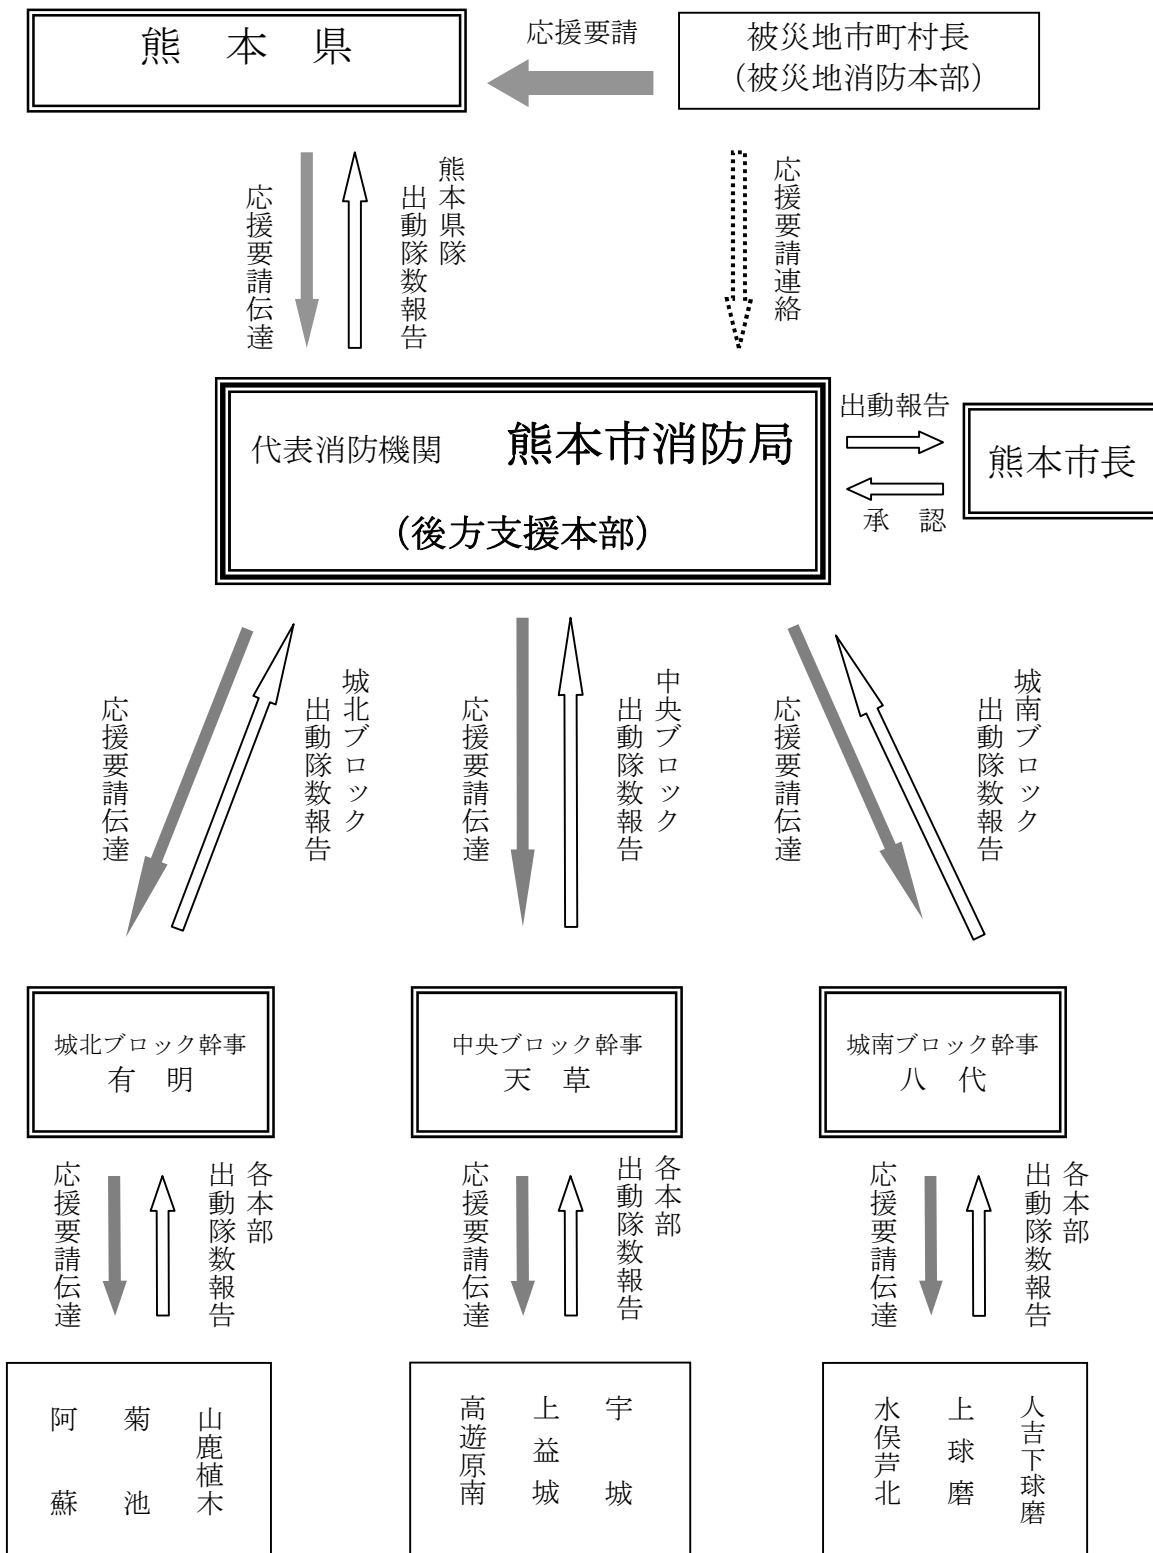 熊 本 県
応援要請
被災地市町村長
（被災地消防本部）
応援要請伝達
熊本県隊
出動隊数報告
応援要請連絡
代表消防機関 熊本市消防局
（後方支援本部）
出動報告
承 認
熊本市長
応援要請伝達
城北ブロック
出動隊数報告
応援要請伝達
中央ブロック
出動隊数報告
応援要請伝達
城南ブロック
出動隊数報告
城北ブロック幹事
有 明
中央ブロック幹事
天 草
城南ブロック幹事
八 代
応援要請伝達
各本部
出動隊数報告
応援要請伝達
各本部
出動隊数報告
応援要請伝達
各本部
出動隊数報告
山鹿植木
菊 池
阿 蘇
宇 城
上益城
高遊原南
人吉下球磨
上球磨
水俣芦北